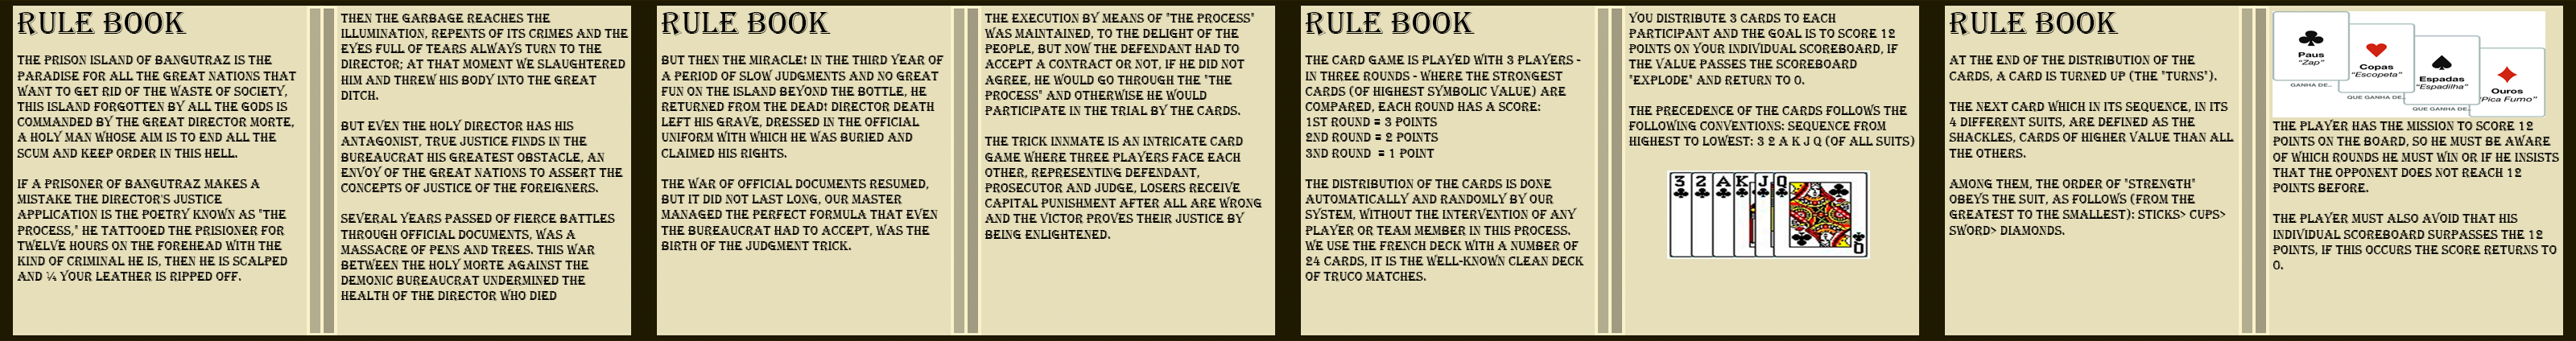 RULE BOOK
THE PRISON ISLAND OF BANGUTRAZ IS THE
PARADISE FOR ALL THE GREAT NATIONS THAT
WANT TO GET RID OF THE WASTE OF SOCIETY,
THIS ISLAND FORGOTTEN BY ALL THE GODS IS
COMMANDED BY THE GREAT DIRECTOR MORTE,
A HOLY MAN WHOSE AIM IS TO END ALL THE
SCUM AND KEEP ORDER IN THIS HELL.
IF A PRISONER OF BANGUTRAZ MAKES A
MISTAKE THE DIRECTOR'S JUSTICE
APPLICATION IS THE POETRY KNOWN AS "THE
PROCESS," HE TATTOOED THE PRISIONER FOR
TWELVE HOURS ON THE FOREHEAD WITH THE
KIND OF CRIMINAL HE IS, THEN HE IS SCALPED
AND ¼ YOUR LEATHER IS RIPPED OFF.
THEN THE GARBAGE REACHES THE
ILLUMINATION, REPENTS OF ITS CRIMES AND THE
EYES FULL OF TEARS ALWAYS TURN TO THE
DIRECTOR; AT THAT MOMENT WE SLAUGHTERED
HIM AND THREW HIS BODY INTO THE GREAT
DITCH.
BUT EVEN THE HOLY DIRECTOR HAS HIS
ANTAGONIST, TRUE JUSTICE FINDS IN THE
BUREAUCRAT HIS GREATEST OBSTACLE, AN
ENVOY OF THE GREAT NATIONS TO ASSERT THE
CONCEPTS OF JUSTICE OF THE FOREIGNERS.
SEVERAL YEARS PASSED OF FIERCE BATTLES
THROUGH OFFICIAL DOCUMENTS, WAS A
MASSACRE OF PENS AND TREES. THIS WAR
BETWEEN THE HOLY MORTE AGAINST THE
DEMONIC BUREAUCRAT UNDERMINED THE
HEALTH OF THE DIRECTOR WHO DIED
RULE BOOK
BUT THEN THE MIRACLE! IN THE THIRD YEAR OF
A PERIOD OF SLOW JUDGMENTS AND NO GREAT
FUN ON THE ISLAND BEYOND THE BOTTLE, HE
RETURNED FROM THE DEAD! DIRECTOR DEATH
LEFT HIS GRAVE, DRESSED IN THE OFFICIAL
UNIFORM WITH WHICH HE WAS BURIED AND
CLAIMED HIS RIGHTS.
THE WAR OF OFFICIAL DOCUMENTS RESUMED,
BUT IT DID NOT LAST LONG, OUR MASTER
MANAGED THE PERFECT FORMULA THAT EVEN
THE BUREAUCRAT HAD TO ACCEPT, WAS THE
BIRTH OF THE JUDGMENT TRICK.
THE EXECUTION BY MEANS OF "THE PROCESS"
WAS MAINTAINED, TO THE DELIGHT OF THE
PEOPLE, BUT NOW THE DEFENDANT HAD TO
ACCEPT A CONTRACT OR NOT, IF HE DID NOT
AGREE, HE WOULD GO THROUGH THE "THE
PROCESS" AND OTHERWISE HE WOULD
PARTICIPATE IN THE TRIAL BY THE CARDS.
THE TRICK INNMATE IS AN INTRICATE CARD
GAME WHERE THREE PLAYERS FACE EACH
OTHER, REPRESENTING DEFENDANT,
PROSECUTOR AND JUDGE, LOSERS RECEIVE
CAPITAL PUNISHMENT AFTER ALL ARE WRONG
AND THE VICTOR PROVES THEIR JUSTICE BY
BEING ENLIGHTENED.
RULE BOOK
THE CARD GAME IS PLAYED WITH 3 PLAYERS -
IN THREE ROUNDS - WHERE THE STRONGEST
CARDS (OF HIGHEST SYMBOLIC VALUE) ARE
COMPARED, EACH ROUND HAS A SCORE:
1ST ROUND = 3 POINTS
2ND ROUND = 2 POINTS
3ND ROUND = 1 POINT
THE DISTRIBUTION OF THE CARDS IS DONE
AUTOMATICALLY AND RANDOMLY BY OUR
SYSTEM, WITHOUT THE INTERVENTION OF ANY
PLAYER OR TEAM MEMBER IN THIS PROCESS.
WE USE THE FRENCH DECK WITH A NUMBER OF
24 CARDS, IT IS THE WELL-KNOWN CLEAN DECK
OF TRUCO MATCHES.
YOU DISTRIBUTE 3 CARDS TO EACH
PARTICIPANT AND THE GOAL IS TO SCORE 12
POINTS ON YOUR INDIVIDUAL SCOREBOARD, IF
THE VALUE PASSES THE SCOREBOARD
"EXPLODE" AND RETURN TO 0.
THE PRECEDENCE OF THE CARDS FOLLOWS THE
FOLLOWING CONVENTIONS: SEQUENCE FROM
HIGHEST TO LOWEST: 3 2 A K J Q (OF ALL SUITS)
3 2 A K J Q
Q
RULE BOOK
AT THE END OF THE DISTRIBUTION OF THE
CARDS, A CARD IS TURNED UP (THE "TURNS").
THE NEXT CARD WHICH IN ITS SEQUENCE, IN ITS
4 DIFFERENT SUITS, ARE DEFINED AS THE
SHACKLES, CARDS OF HIGHER VALUE THAN ALL
THE OTHERS.
AMONG THEM, THE ORDER OF "STRENGTH"
OBEYS THE SUIT, AS FOLLOWS (FROM THE
GREATEST TO THE SMALLEST): STICKS> CUPS>
SWORD> DIAMONDS.
Paus
"Zap"
GANHA DE...
Copas
"Escopeta"
QUE GANHA DE...
Espadas
"Espadilha"
QUE GANHA DE...
Ouros
"Pica Fumo"
THE PLAYER HAS THE MISSION TO SCORE 12
POINTS ON THE BOARD, SO HE MUST BE AWARE
OF WHICH ROUNDS HE MUST WIN OR IF HE INSISTS
THAT THE OPPONENT DOES NOT REACH 12
POINTS BEFORE.
THE PLAYER MUST ALSO AVOID THAT HIS
INDIVIDUAL SCOREBOARD SURPASSES THE 12
POINTS, IF THIS OCCURS THE SCORE RETURNS TO
0.